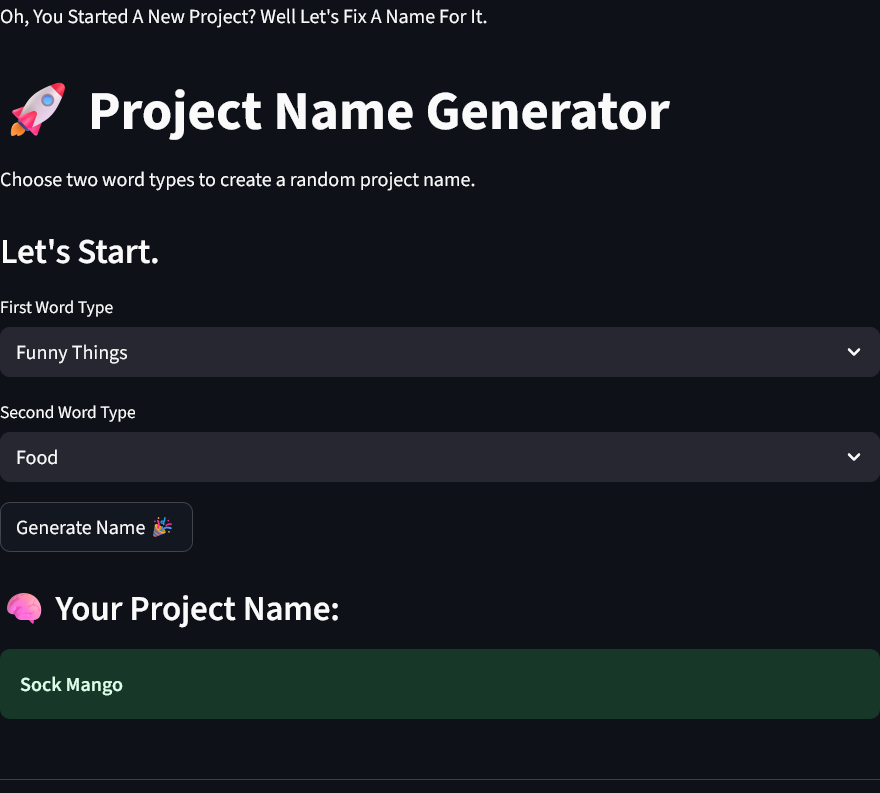 Oh, You Started A New Project? Well Let's Fix A Name For It.
🚀 Project Name Generator
Choose two word types to create a random project name.
Let's Start.
First Word Type
Funny Things
Second Word Type
Food
Generate Name 🎉
🧠 Your Project Name:
Sock Mango